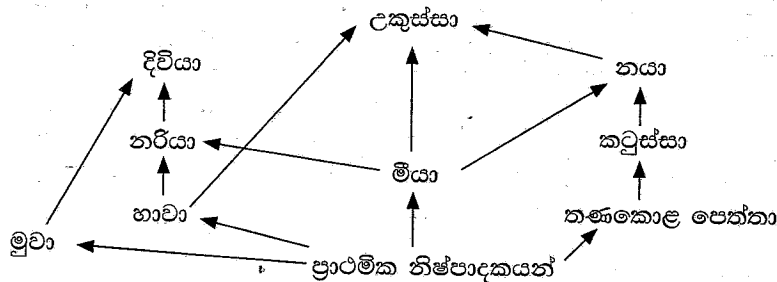 උකුස්සා
දිවියා
නයා
නරියා
කටුස්සා
මීයා
හාවා
තණකොළ පෙත්තා
මුවා
ප්‍රාථමික නිෂ්පාදකයන්